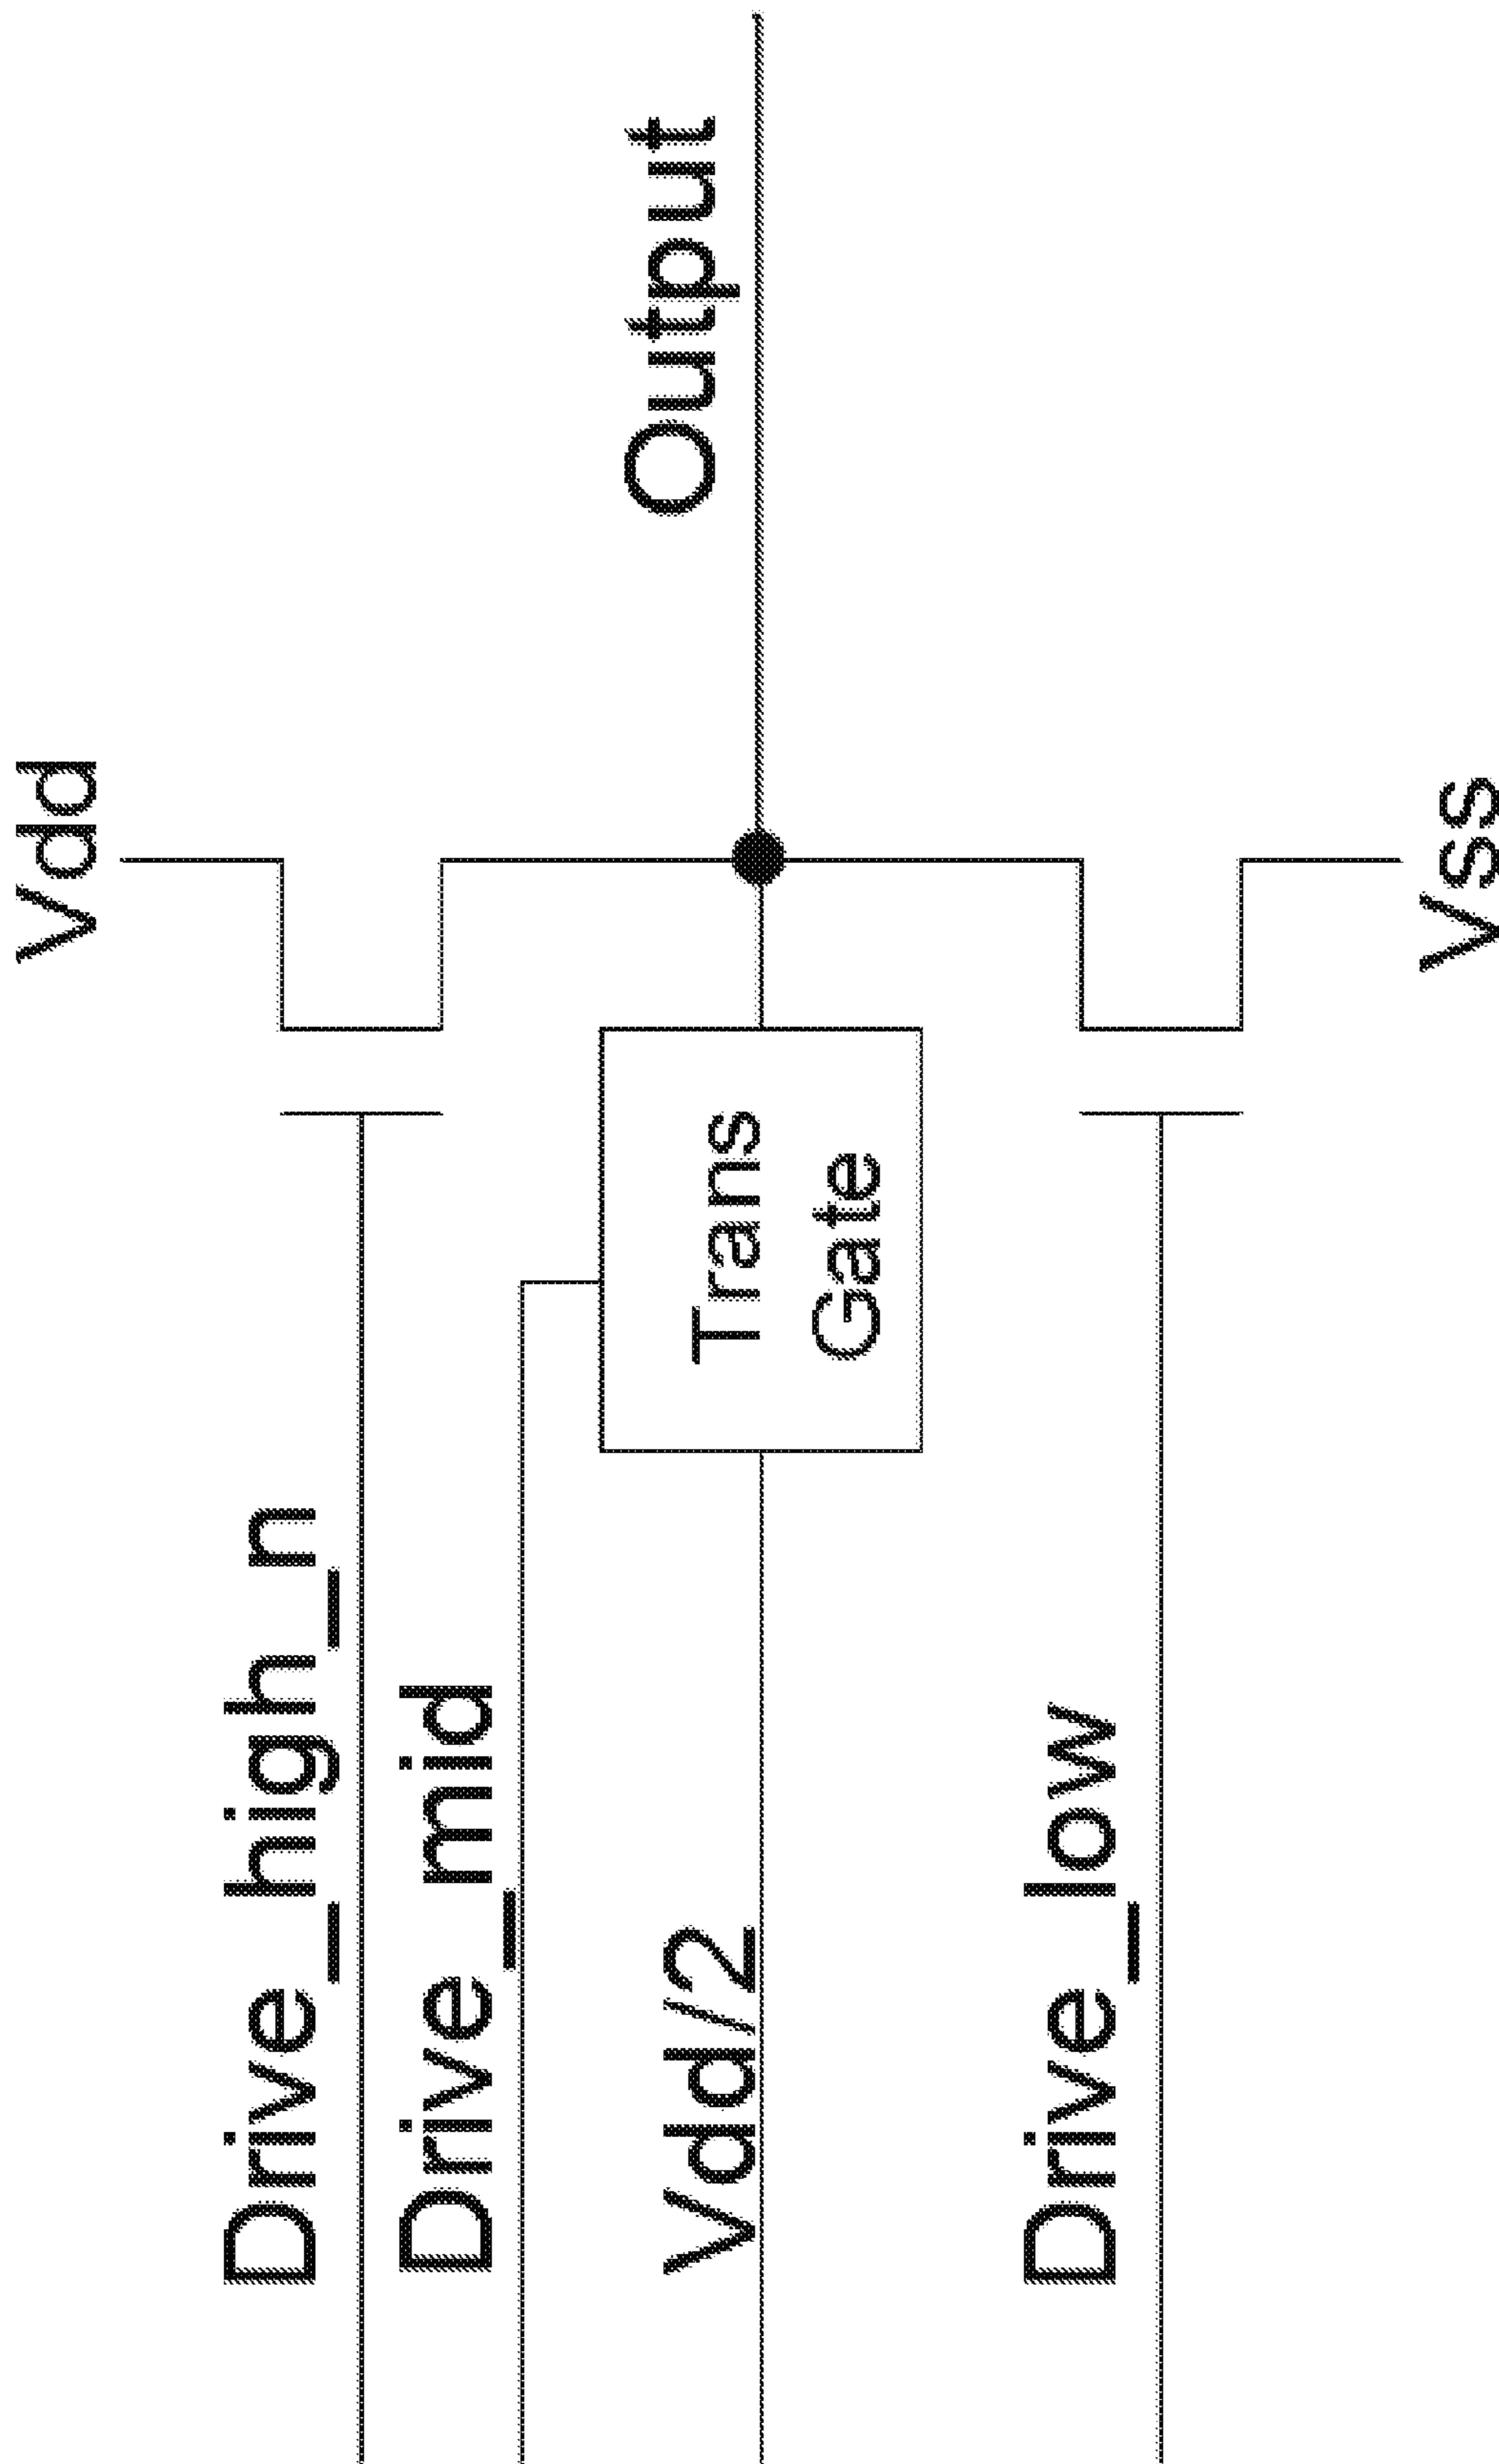 Vdd
Drive_high_n
Drive_mid
Output
Trans
Gate
Vdd/2
Drive_low
Vss